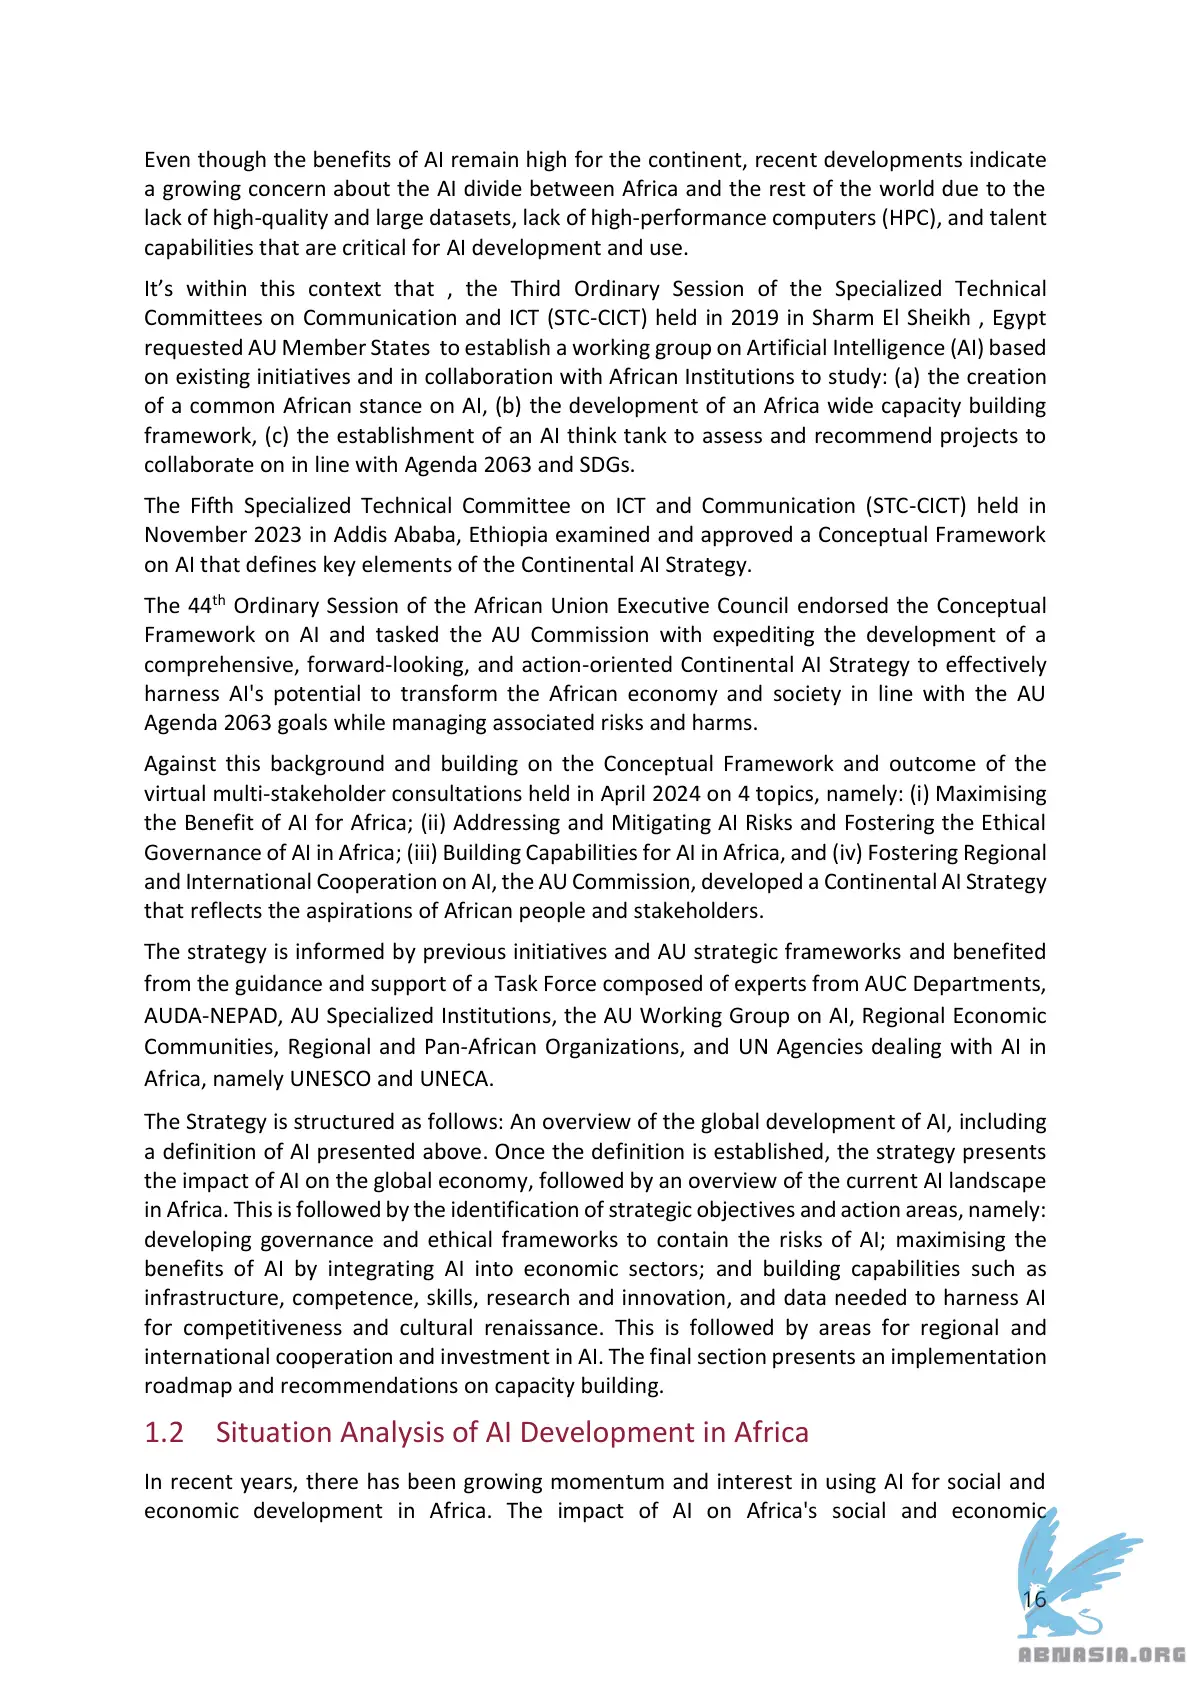 Even though the benefits of AI remain high for the continent, recent developments indicate
a growing concern about the AI divide between Africa and the rest of the world due to the
lack of high-quality and large datasets, lack of high-performance computers (HPC), and talent
capabilities that are critical for AI development and use.
It’s within this context that , the Third Ordinary Session of the Specialized Technical
Committees on Communication and ICT (STC-CICT) held in 2019 in Sharm El Sheikh , Egypt
requested AU Member States to establish a working group on Artificial Intelligence (AI) based
on existing initiatives and in collaboration with African Institutions to study: (a) the creation
of a common African stance on AI, (b) the development of an Africa wide capacity building
framework, (c) the establishment of an AI think tank to assess and recommend projects to
collaborate on in line with Agenda 2063 and SDGs.
The Fifth Specialized Technical Committee on ICT and Communication (STC-CICT) held in
November 2023 in Addis Ababa, Ethiopia examined and approved a Conceptual Framework
on AI that defines key elements of the Continental AI Strategy.
The 44th Ordinary Session of the African Union Executive Council endorsed the Conceptual
Framework on AI and tasked the AU Commission with expediting the development of a
comprehensive, forward-looking, and action-oriented Continental AI Strategy to effectively
harness AI's potential to transform the African economy and society in line with the AU
Agenda 2063 goals while managing associated risks and harms.
Against this background and building on the Conceptual Framework and outcome of the
virtual multi-stakeholder consultations held in April 2024 on 4 topics, namely: (i) Maximising
the Benefit of AI for Africa; (ii) Addressing and Mitigating AI Risks and Fostering the Ethical
Governance of AI in Africa; (iii) Building Capabilities for AI in Africa, and (iv) Fostering Regional
and International Cooperation on AI, the AU Commission, developed a Continental AI Strategy
that reflects the aspirations of African people and stakeholders.
The strategy is informed by previous initiatives and AU strategic frameworks and benefited
from the guidance and support of a Task Force composed of experts from AUC Departments,
AUDA-NEPAD, AU Specialized Institutions, the AU Working Group on AI, Regional Economic
Communities, Regional and Pan-African Organizations, and UN Agencies dealing with AI in
Africa, namely UNESCO and UNECA.
The Strategy is structured as follows: An overview of the global development of AI, including
a definition of AI presented above. Once the definition is established, the strategy presents
the impact of AI on the global economy, followed by an overview of the current AI landscape
in Africa. This is followed by the identification of strategic objectives and action areas, namely:
developing governance and ethical frameworks to contain the risks of AI; maximising the
benefits of AI by integrating AI into economic sectors; and building capabilities such as
infrastructure, competence, skills, research and innovation, and data needed to harness AI
for competitiveness and cultural renaissance. This is followed by areas for regional and
international cooperation and investment in AI. The final section presents an implementation
roadmap and recommendations on capacity building.
1.2 Situation Analysis of AI Development in Africa
In recent years, there has been growing momentum and interest in using AI for social and
economic development in Africa. The impact of AI on Africa's social and economic
16
ABNASIA.ORG